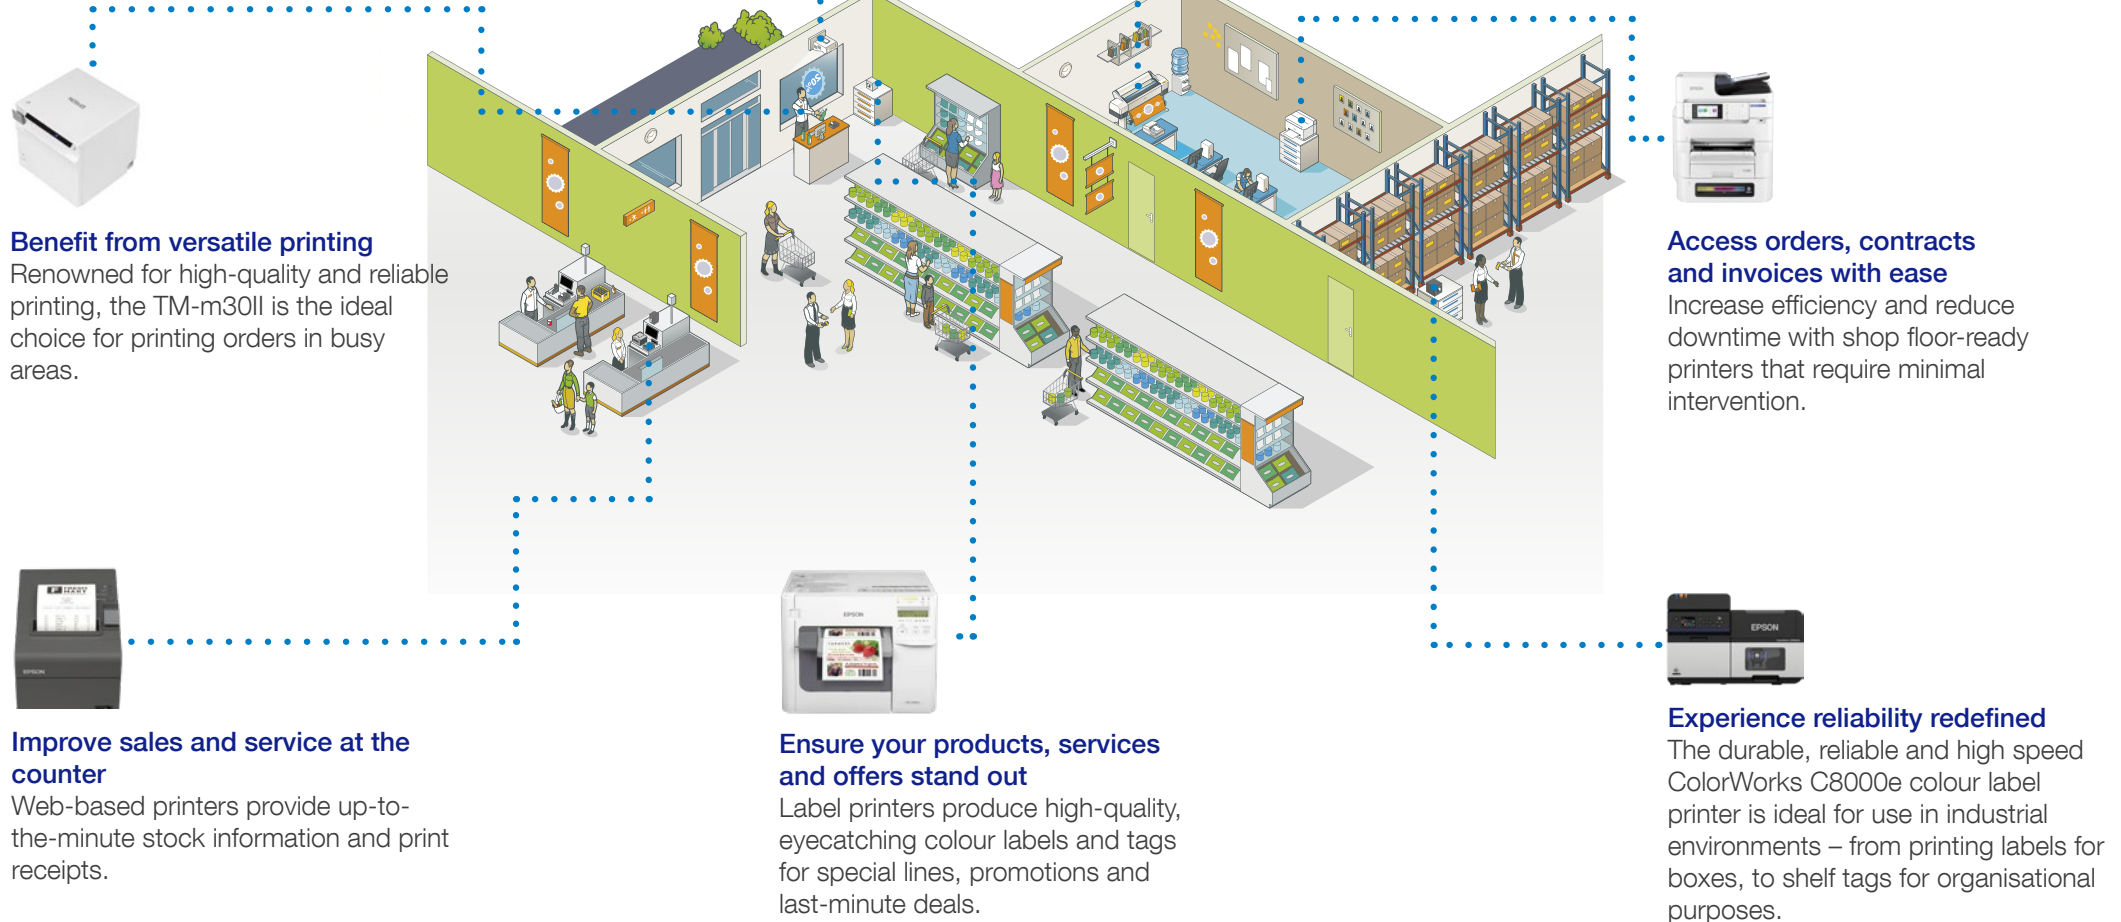 Benefit from versatile printing
Renowned for high-quality and reliable
printing, the TM-m30II is the ideal
choice for printing orders in busy
areas.
EPSON
Access orders, contracts
and invoices with ease
Increase efficiency and reduce
downtime with shop floor-ready
printers that require minimal
intervention.
EPSON
Improve sales and service at the
counter
Web-based printers provide up-to-
the-minute stock information and print
receipts.
EPSON
Ensure your products, services
and offers stand out
Label printers produce high-quality,
eyecatching colour labels and tags
for special lines, promotions and
last-minute deals.
EPSON
Experience reliability redefined
The durable, reliable and high speed
ColorWorks C8000e colour label
printer is ideal for use in industrial
environments – from printing labels for
boxes, to shelf tags for organisational
purposes.